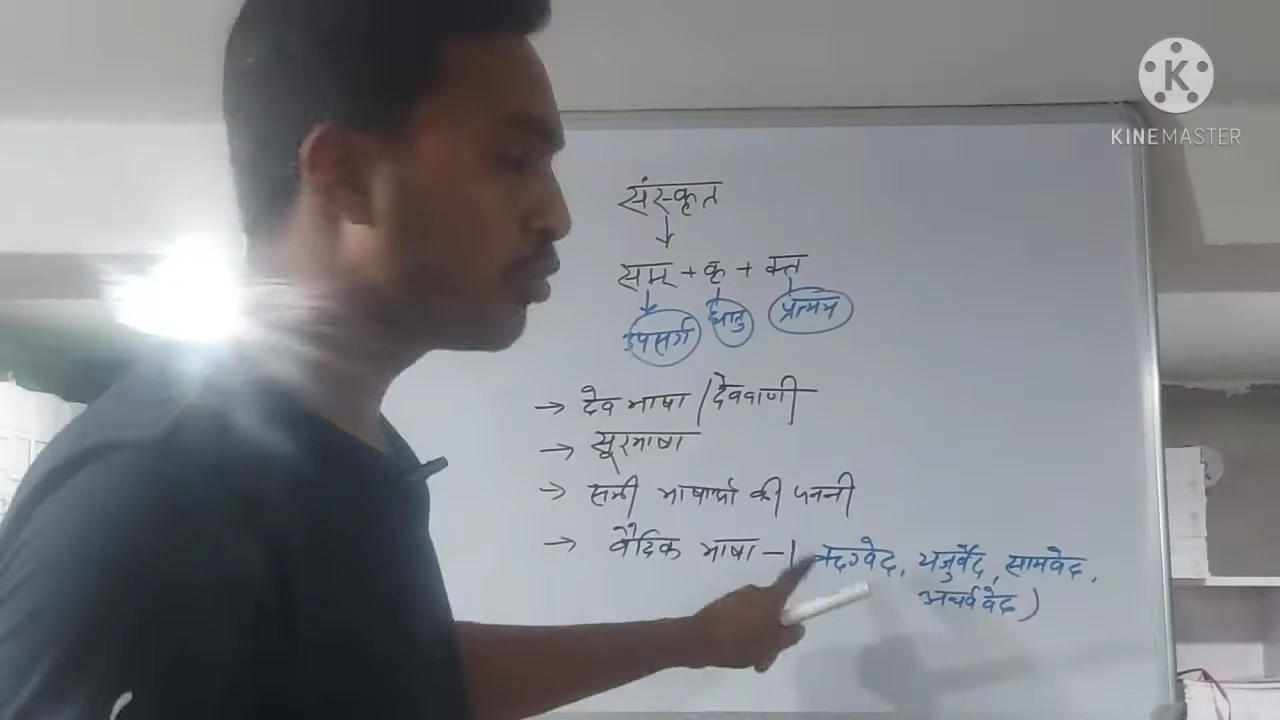 KINEMASTER
संस्कृत
सम् + कृ + क्त
उपसर्ग धातु प्रत्यय
→ देव भाषा / देववाणी
→ सूरभाषा
→ सभी भाषाओं की जननी
→ वैदिक भाषा - ( ऋग्वेद, यजुर्वेद, सामवेद,
अथर्ववेद )